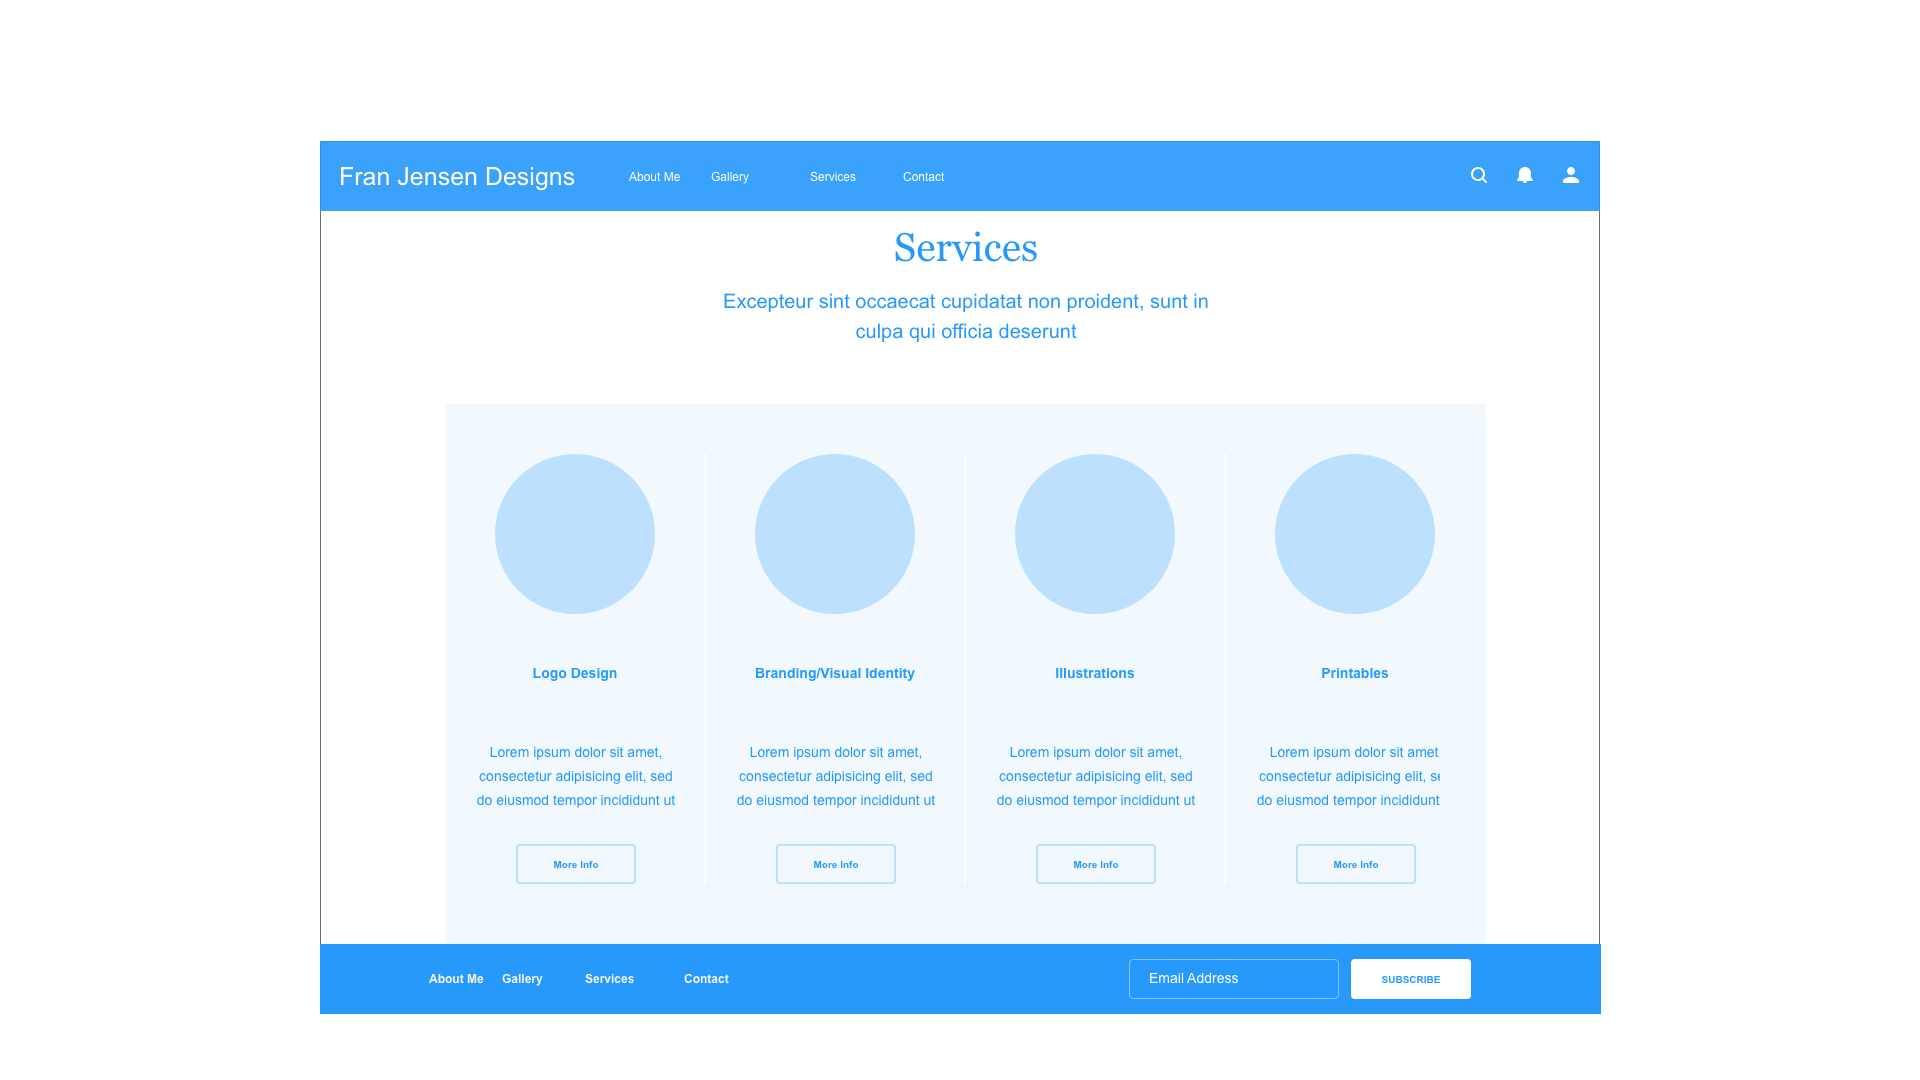 Fran Jensen Designs
About Me
Gallery
Services
Contact
Services
Excepteur sint occaecat cupidatat non proident, sunt in
culpa qui officia deserunt
Logo Design
Lorem ipsum dolor sit amet,
consectetur adipisicing elit, sed
do eiusmod tempor incididunt ut
More Info
Branding/Visual Identity
Lorem ipsum dolor sit amet,
consectetur adipisicing elit, sed
do eiusmod tempor incididunt ut
More Info
Illustrations
Lorem ipsum dolor sit amet,
consectetur adipisicing elit, sed
do eiusmod tempor incididunt ut
More Info
Printables
Lorem ipsum dolor sit amet
consectetur adipisicing elit,
do eiusmod tempor incididunt
More Info
About Me
Gallery
Services
Contact
Email Address
SUBSCRIBE